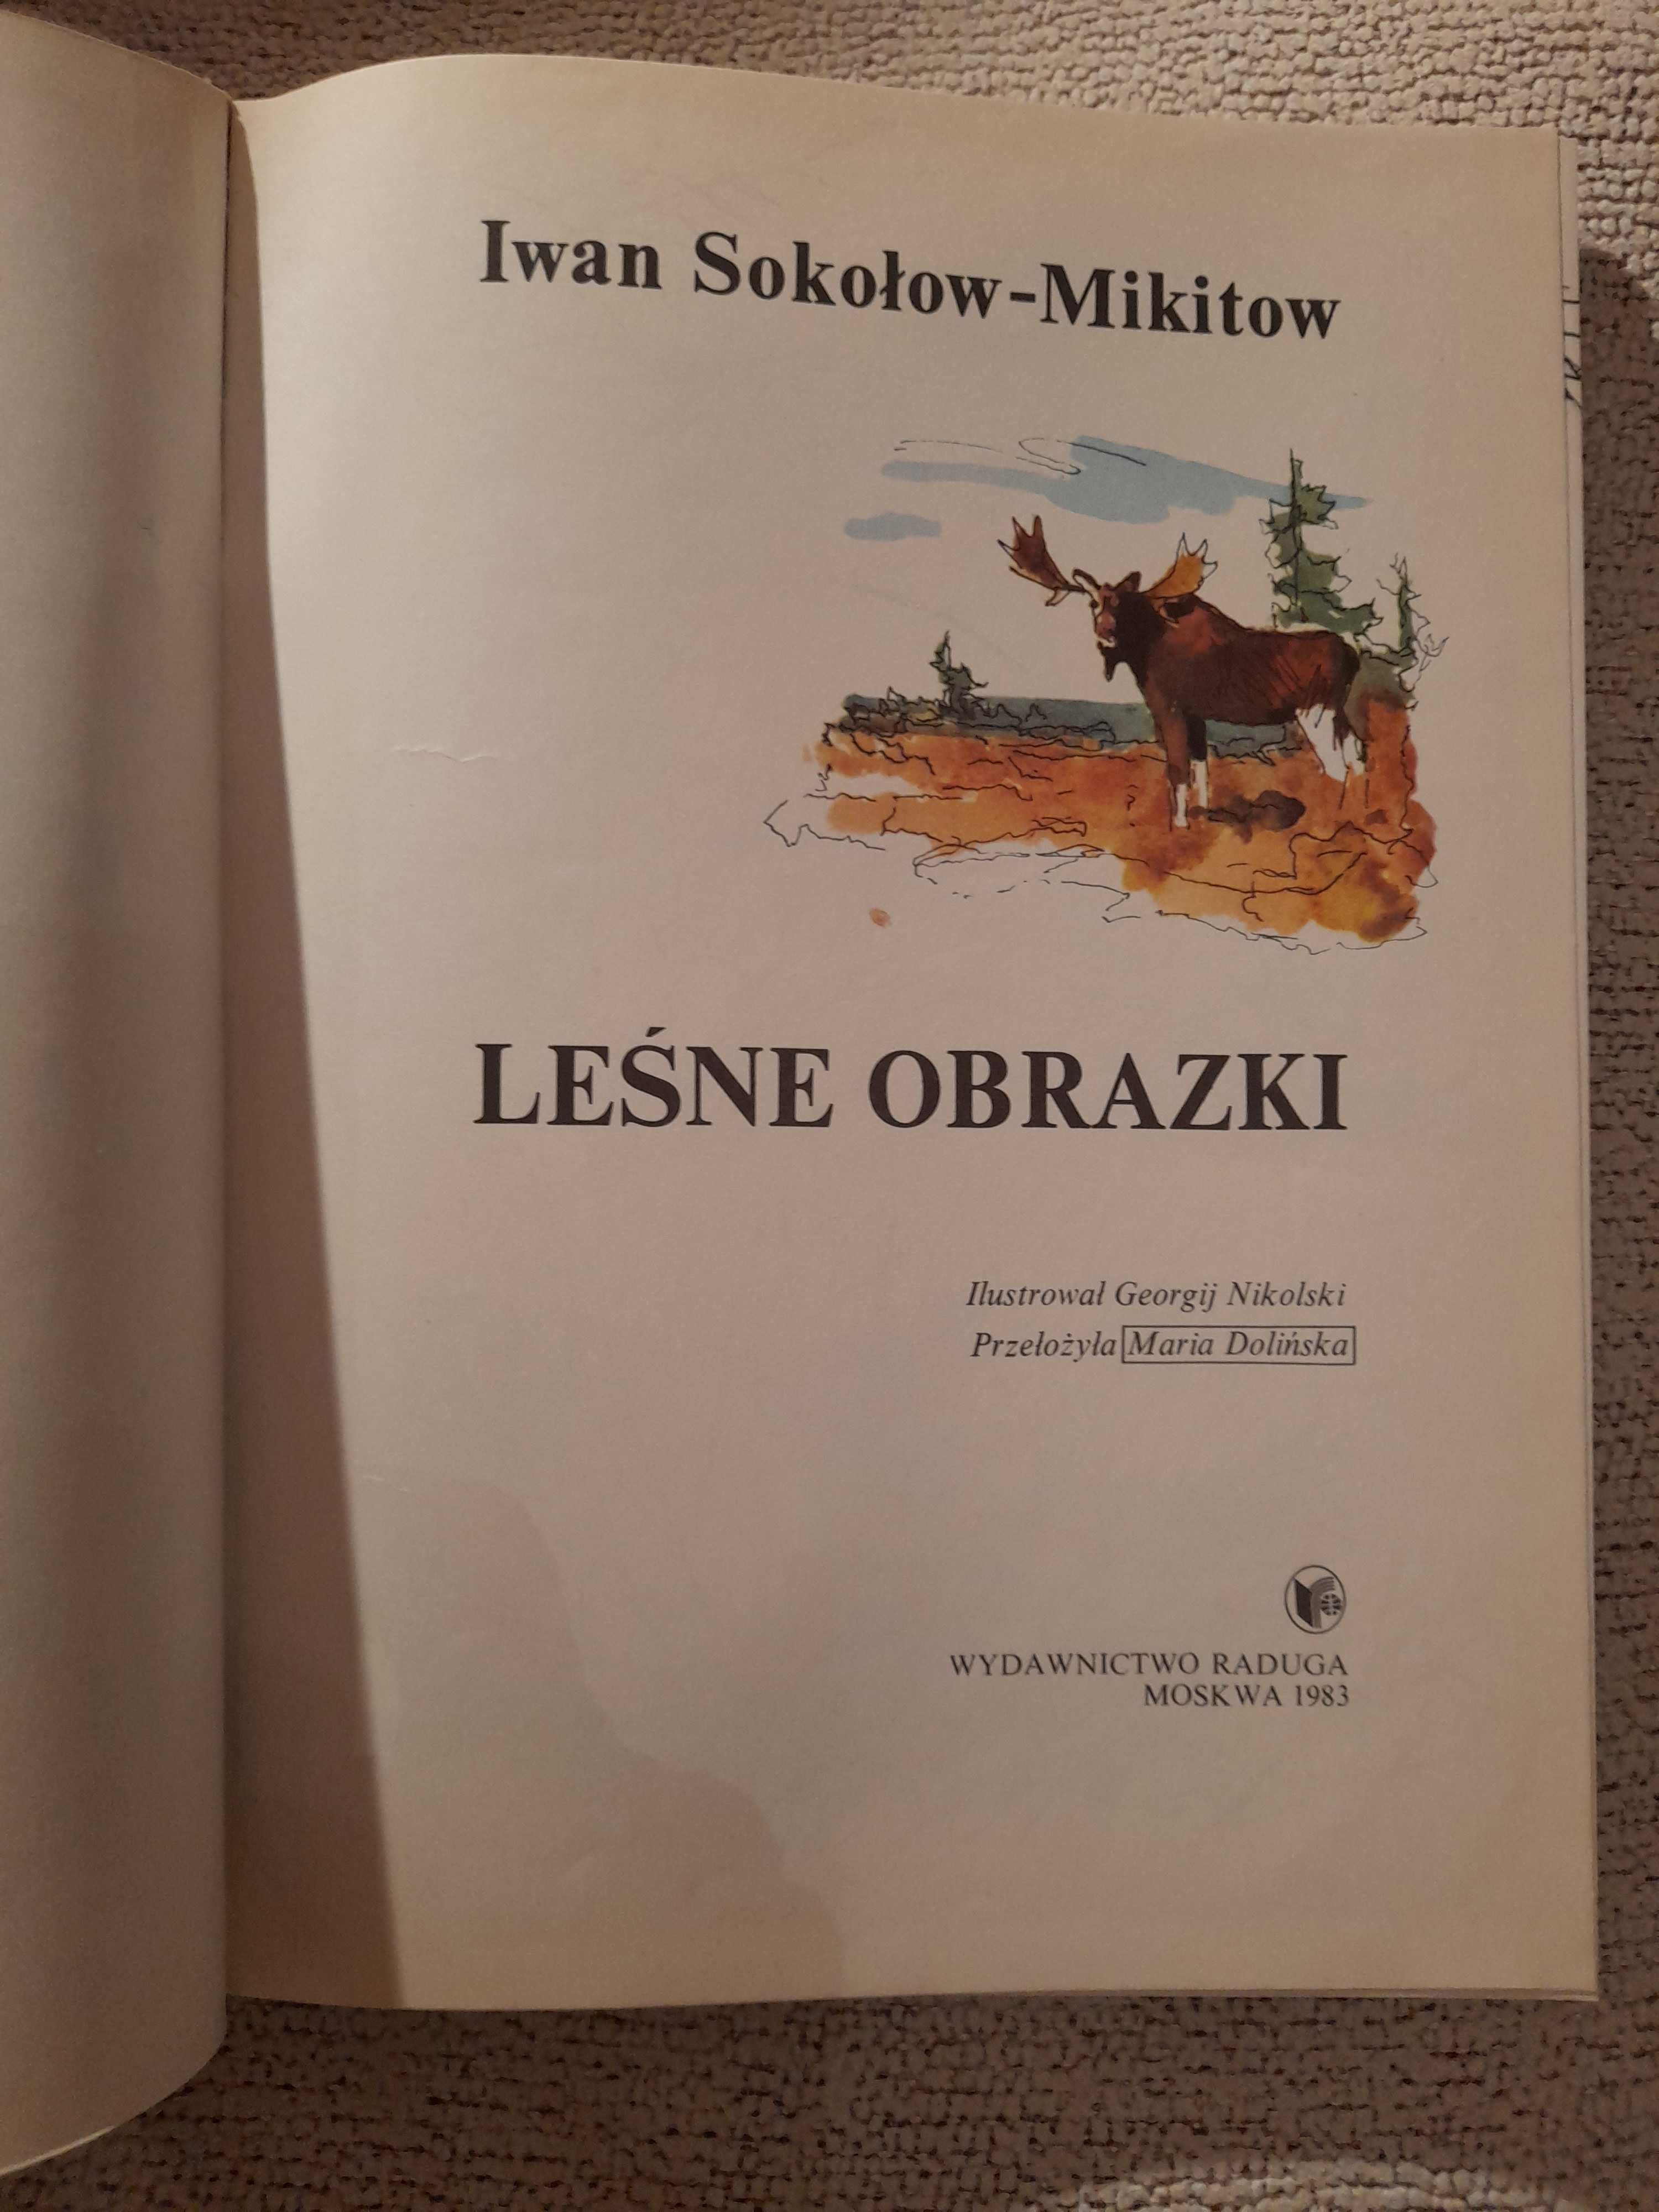 Iwan Sokołow-Mikitow
LEŚNE OBRAZKI
Ilustrował Georgij Nikolski
Przełożyła Maria Dolińska
WYDAWNICTWO RADUGA
MOSKWA 1983